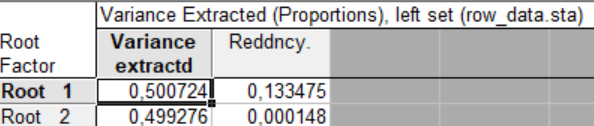 Variance Extracted (Proportions), left set (row_data.sta)
Root Variance Reddncy.
Factor extractd
Root 1 0,500724 0,133475
Root 2 0,499276 0,000148